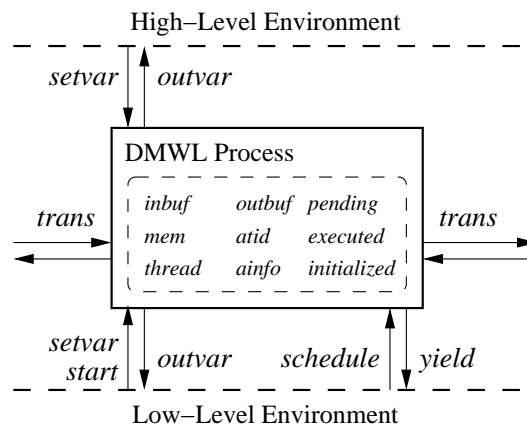 High–Level Environment
setvar outvar
DMWL Process
inbuf outbuf pending
trans mem atid executed trans
thread ainfo initialized
setvar outvar schedule yield
start
Low–Level Environment